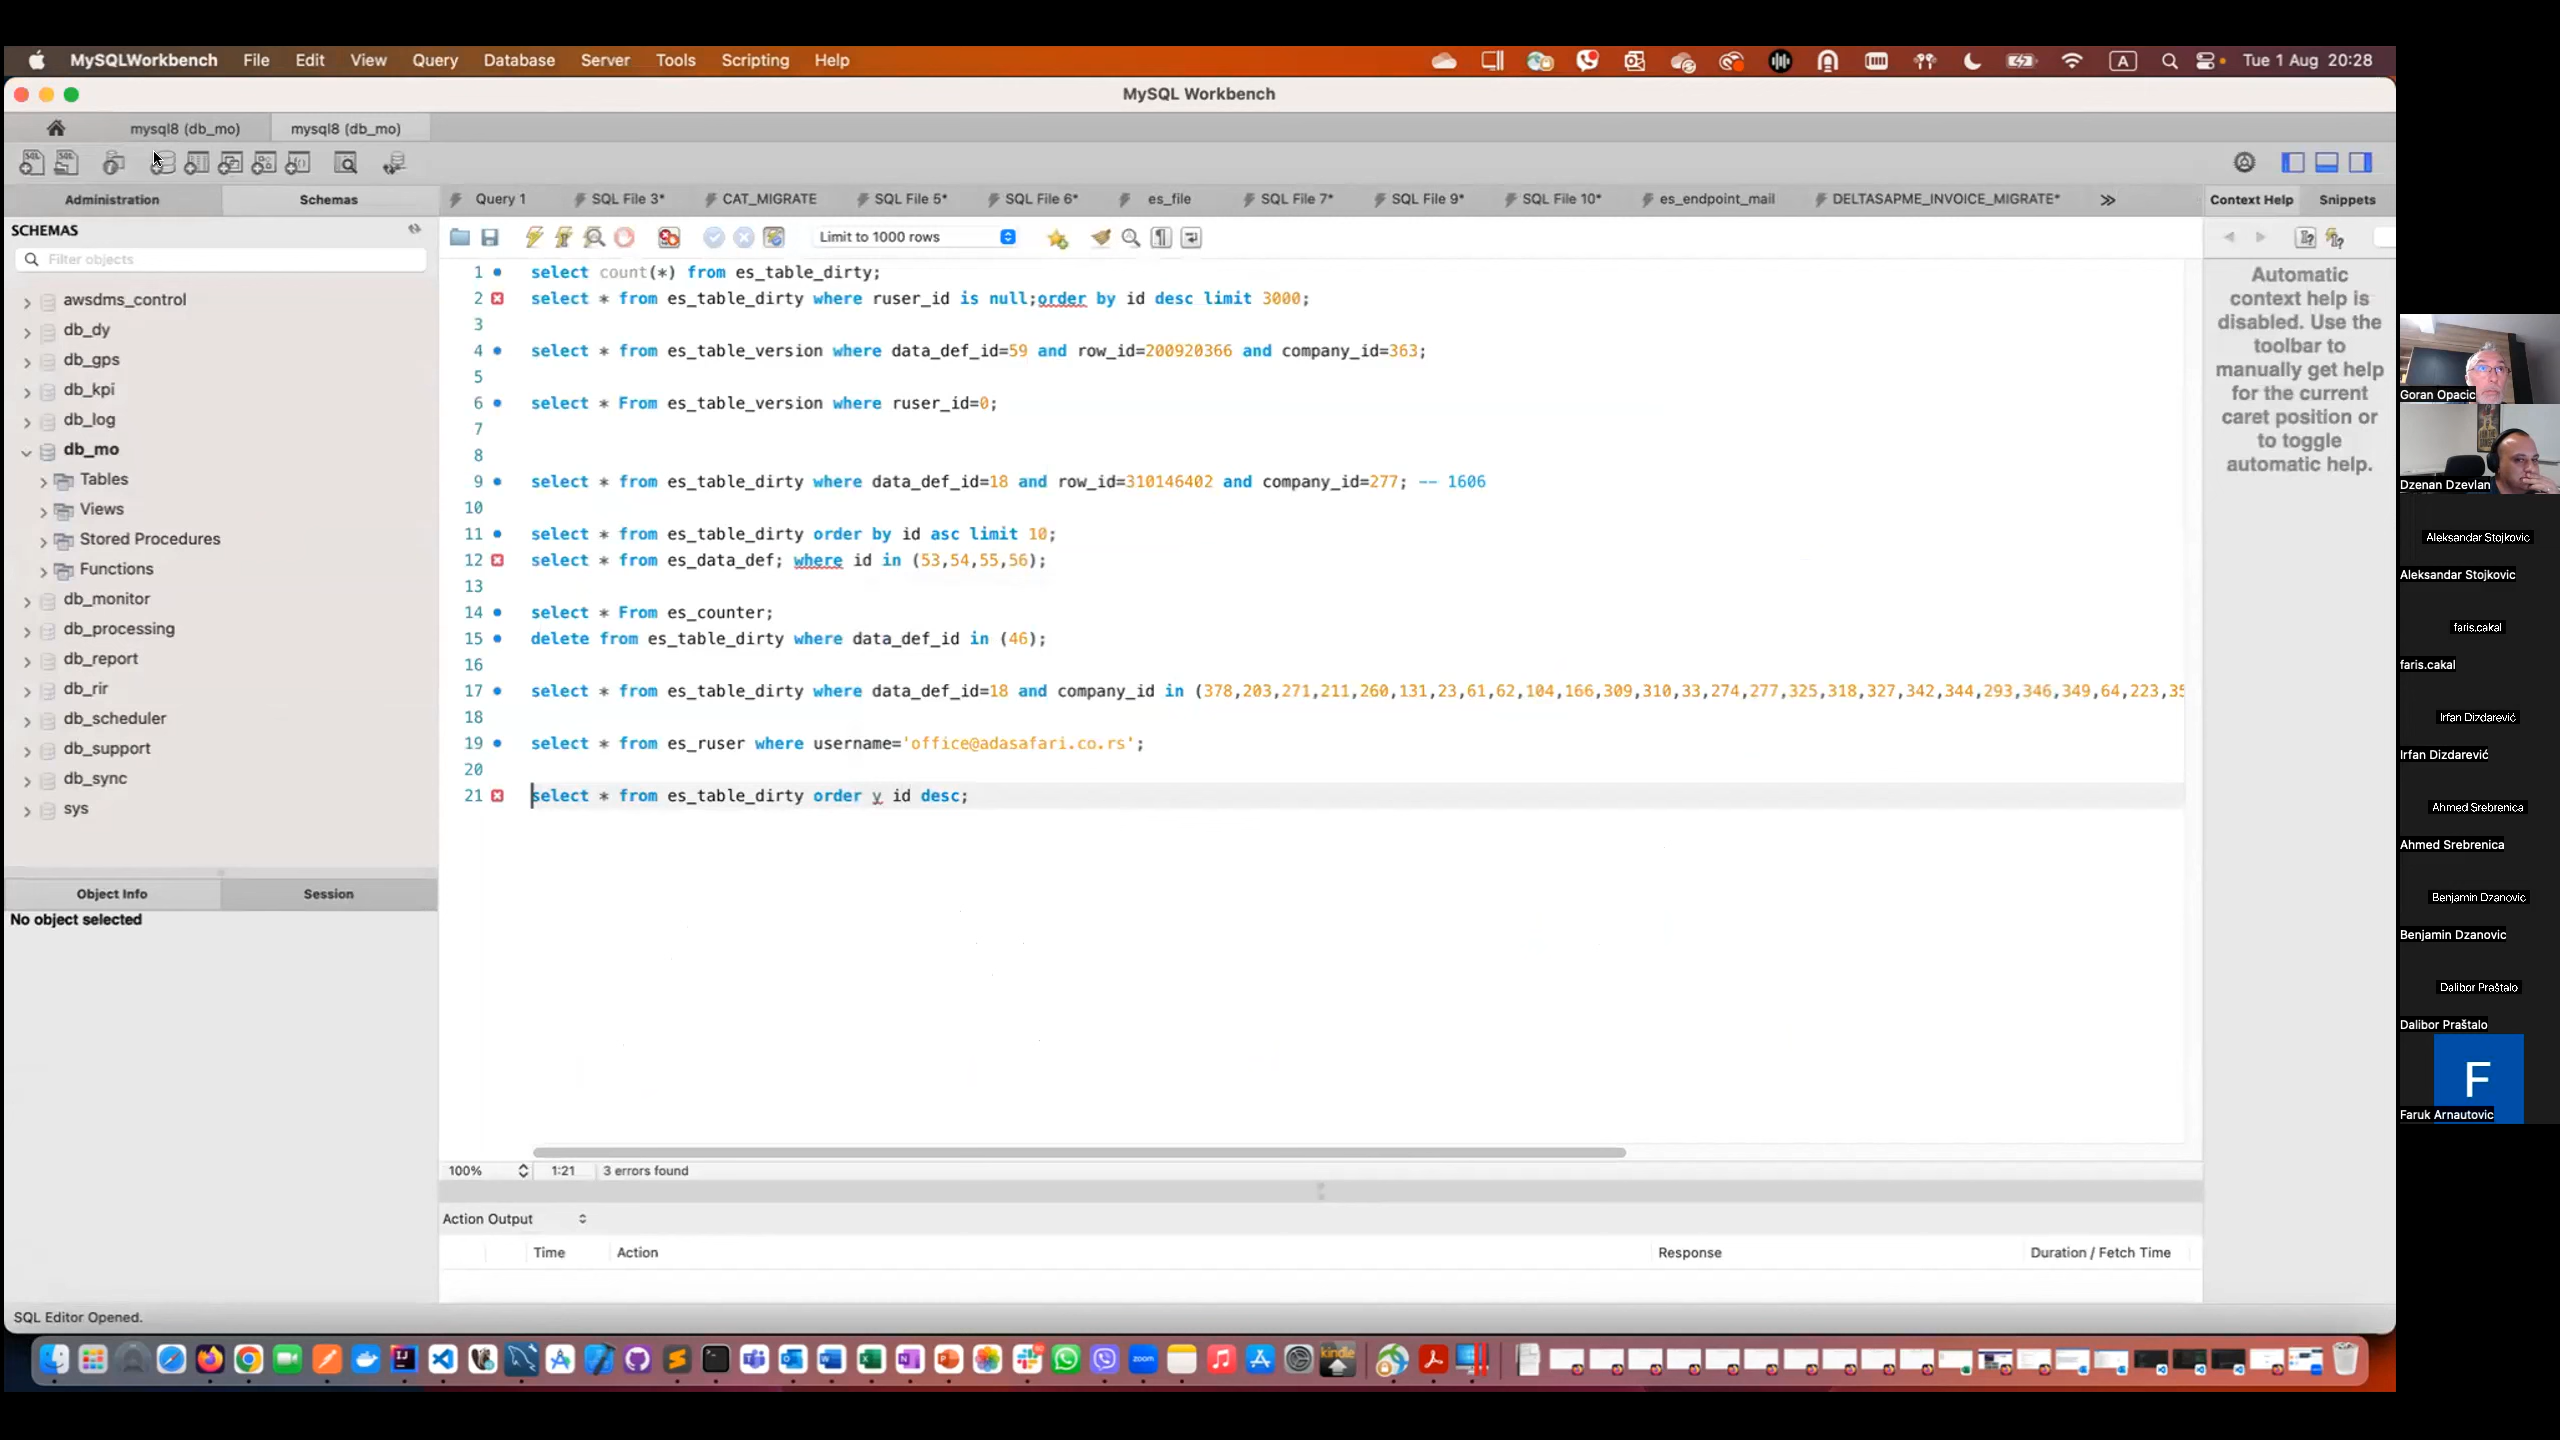 MySQLWorkbench File Edit View Query Database Server Tools Scripting Help
A Tue 1 Aug 20:28
MySQL Workbench
mysql8 (db_mo) mysql8 (db_mo)
Administration Schemas
Query 1 SQL File 3* CAT_MIGRATE SQL File 5* SQL File 6* es_file SQL File 7* SQL File 9* SQL File 10* es_endpoint_mail DELTASAPME_INVOICE_MIGRATE*
Context Help Snippets
SCHEMAS
Filter objects
awsdms_control
db_dy
db_gps
db_kpi
db_log
db_mo
Tables
Views
Stored Procedures
Functions
db_monitor
db_processing
db_report
db_rir
db_scheduler
db_support
db_sync
sys
Object Info Session
No object selected
Limit to 1000 rows
1 select count(*) from es_table_dirty;
2 select * from es_table_dirty where ruser_id is null;order by id desc limit 3000;
3
4 select * from es_table_version where data_def_id=59 and row_id=200920366 and company_id=363;
5
6 select * From es_table_version where ruser_id=0;
7
8
9 select * from es_table_dirty where data_def_id=18 and row_id=310146402 and company_id=277; -- 1606
10
11 select * from es_table_dirty order by id asc limit 10;
12 select * from es_data_def; where id in (53,54,55,56);
13
14 select * From es_counter;
15 delete from es_table_dirty where data_def_id in (46);
16
17 select * from es_table_dirty where data_def_id=18 and company_id in (378,203,271,211,260,131,23,61,62,104,166,309,310,33,274,277,325,318,327,342,344,293,346,349,64,223,35
18
19 select * from es_ruser where username='office@adasafari.co.rs';
20
21 select * from es_table_dirty order y id desc;
100% 1:21 3 errors found
Action Output
Time Action Response Duration / Fetch Time
SQL Editor Opened.
Automatic
context help is
disabled. Use the
toolbar to
manually get help
for the current
caret position or
to toggle
automatic help.
Goran Opacic
Dzenan Dzevlan
Aleksandar Stojkovic
Aleksandar Stojkovic
faris.cakal
faris.cakal
Irfan Dizdarević
Irfan Dizdarević
Ahmed Srebrenica
Ahmed Srebrenica
Benjamin Dzanovic
Benjamin Dzanovic
Dalibor Praštalo
Dalibor Praštalo
F
Faruk Arnautovic
zoom
kindle